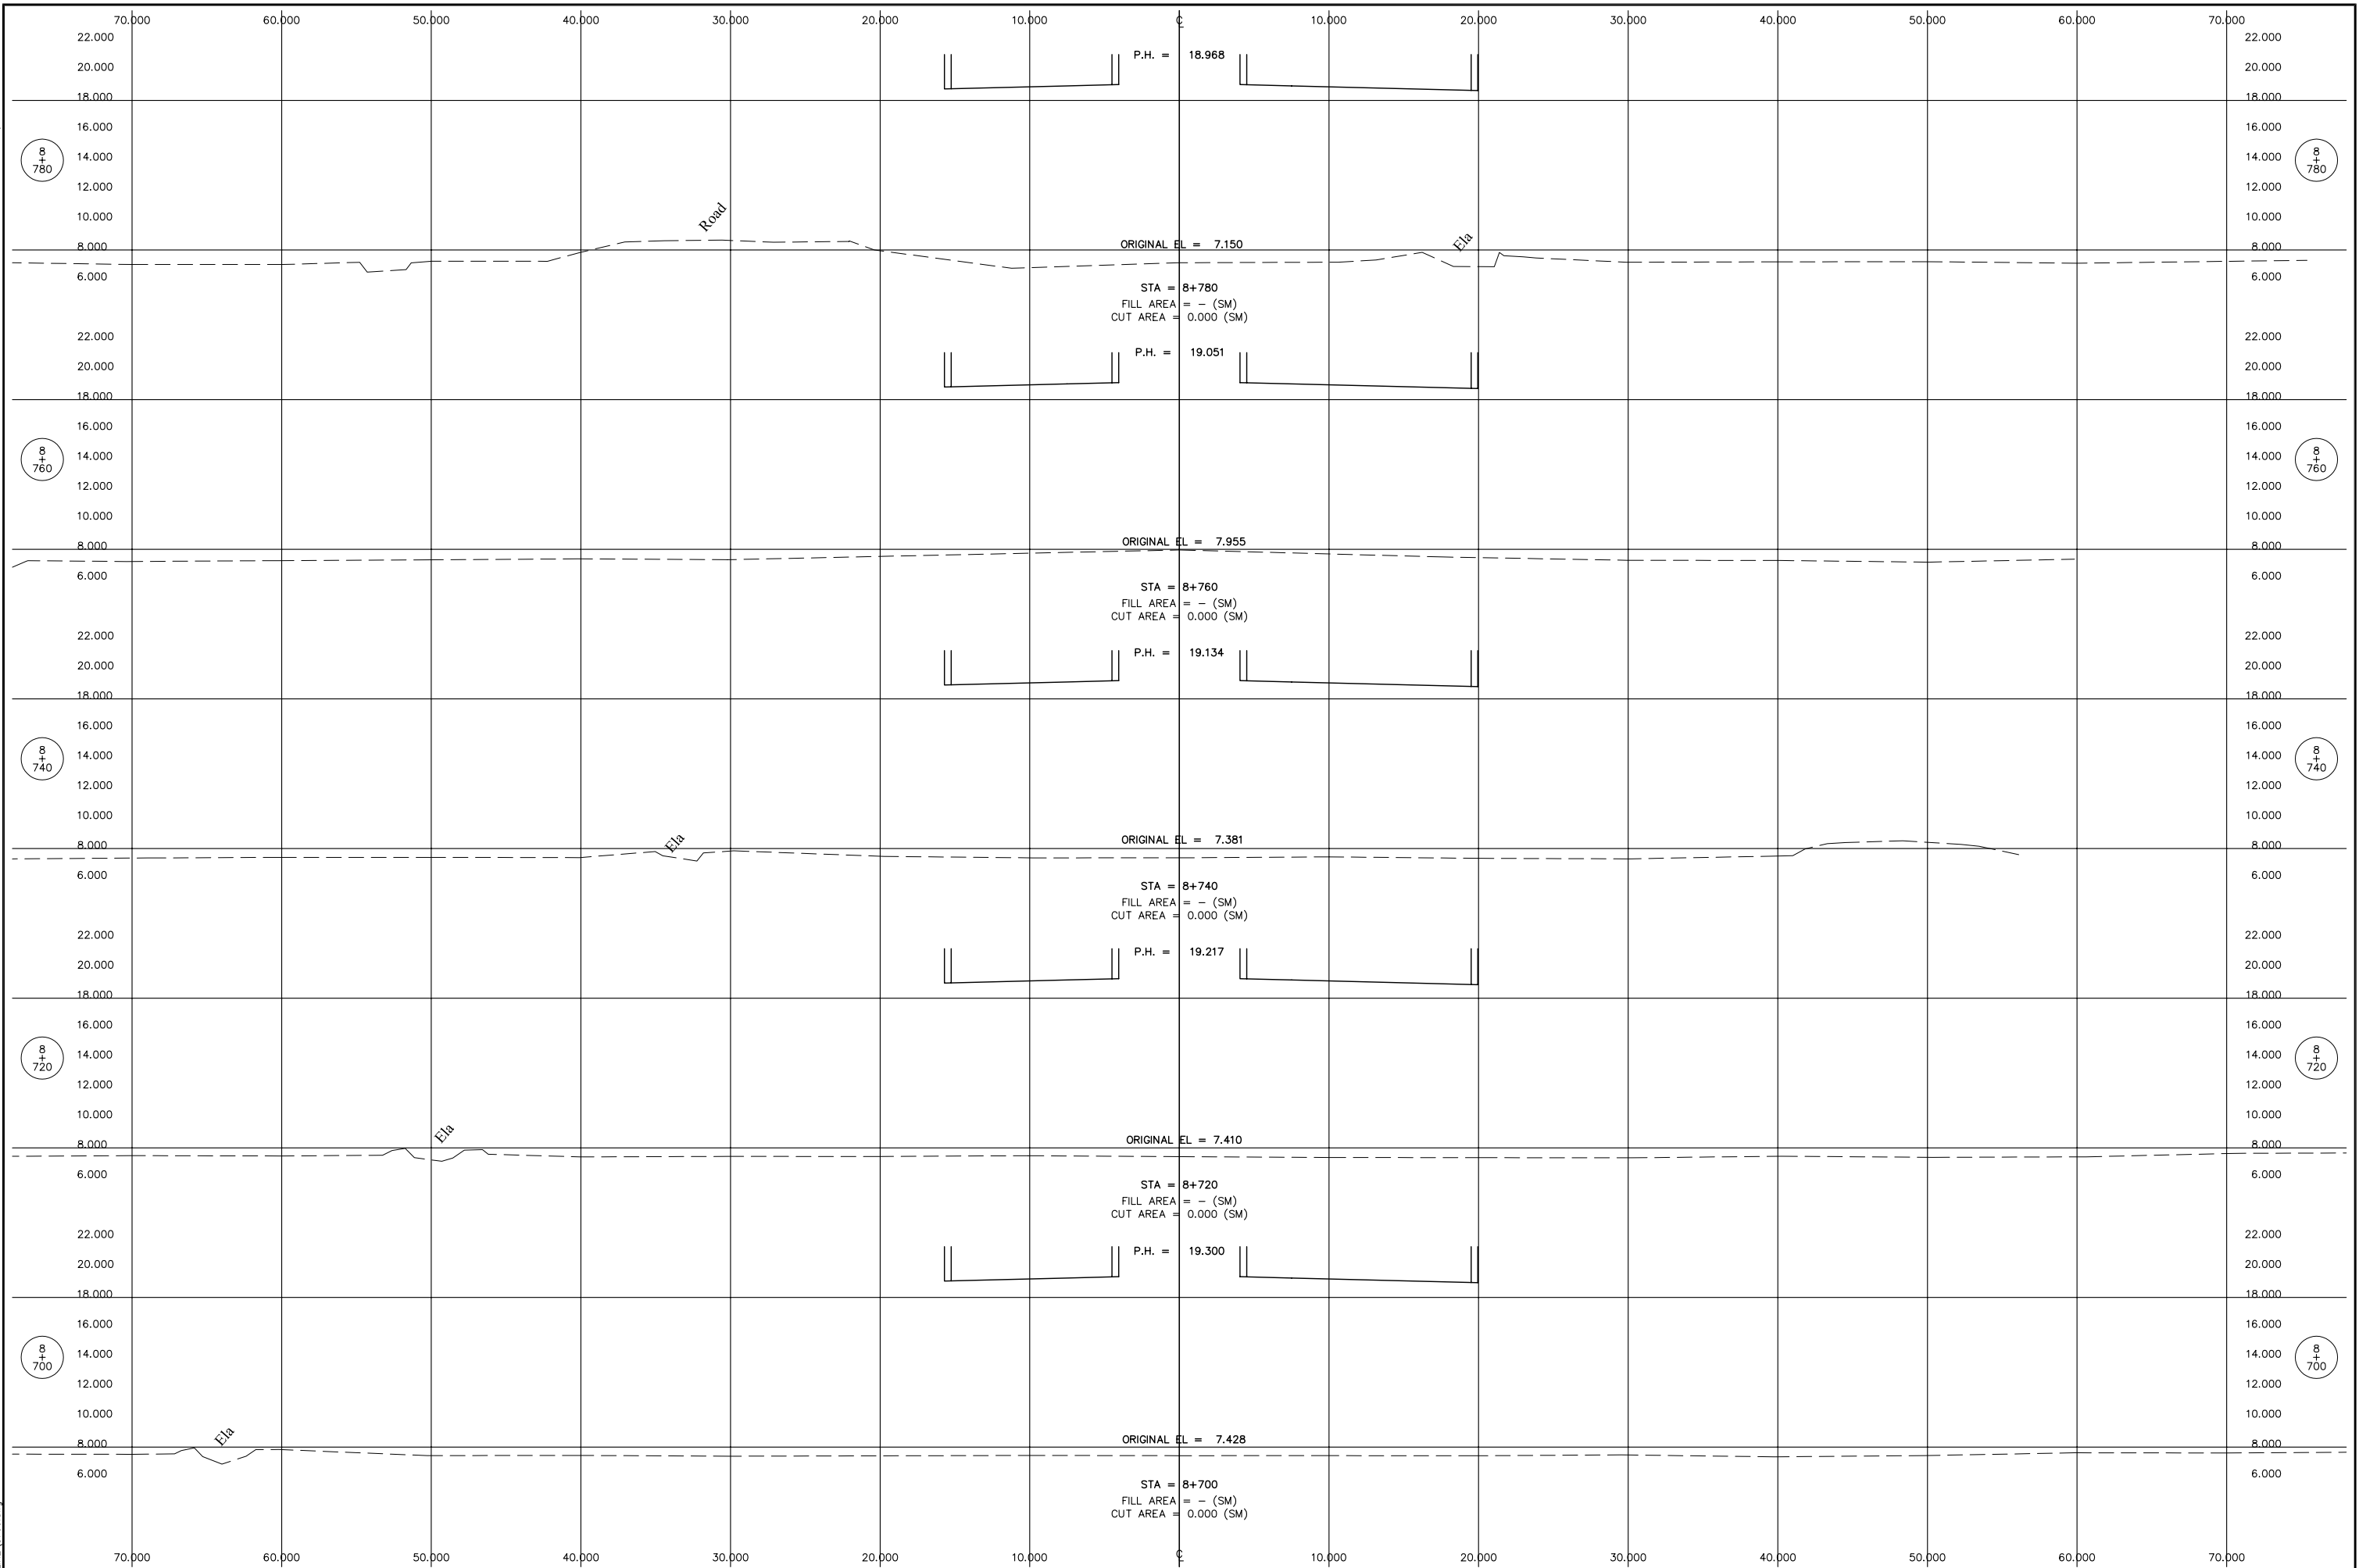 70.000 60.000 50.000 40.000 30.000 20.000 10.000 ℄ 10.000 20.000 30.000 40.000 50.000 60.000 70.000
22.000 22.000
P.H. = 18.968
20.000 20.000
18.000 18.000
16.000 16.000
8 + 780 8 + 780
14.000 14.000
12.000 12.000
10.000 Road 10.000
8.000 ORIGINAL EL = 7.150 Ela 8.000
6.000 6.000
STA = 8+780
FILL AREA = - (SM)
CUT AREA = 0.000 (SM)
22.000 22.000
P.H. = 19.051
20.000 20.000
18.000 18.000
16.000 16.000
8 + 760 8 + 760
14.000 14.000
12.000 12.000
10.000 10.000
8.000 ORIGINAL EL = 7.955 8.000
6.000 6.000
STA = 8+760
FILL AREA = - (SM)
CUT AREA = 0.000 (SM)
22.000 22.000
P.H. = 19.134
20.000 20.000
18.000 18.000
16.000 16.000
8 + 740 8 + 740
14.000 14.000
12.000 12.000
10.000 10.000
8.000 Ela ORIGINAL EL = 7.381 8.000
6.000 6.000
STA = 8+740
FILL AREA = - (SM)
CUT AREA = 0.000 (SM)
22.000 22.000
P.H. = 19.217
20.000 20.000
18.000 18.000
16.000 16.000
8 + 720 8 + 720
14.000 14.000
12.000 12.000
10.000 10.000
8.000 Ela ORIGINAL EL = 7.410 8.000
6.000 6.000
STA = 8+720
FILL AREA = - (SM)
CUT AREA = 0.000 (SM)
22.000 22.000
P.H. = 19.300
20.000 20.000
18.000 18.000
16.000 16.000
8 + 700 8 + 700
14.000 14.000
12.000 12.000
10.000 10.000
8.000 Ela ORIGINAL EL = 7.428 8.000
6.000 6.000
STA = 8+700
FILL AREA = - (SM)
CUT AREA = 0.000 (SM)
70.000 60.000 50.000 40.000 30.000 20.000 10.000 ℄ 10.000 20.000 30.000 40.000 50.000 60.000 70.000